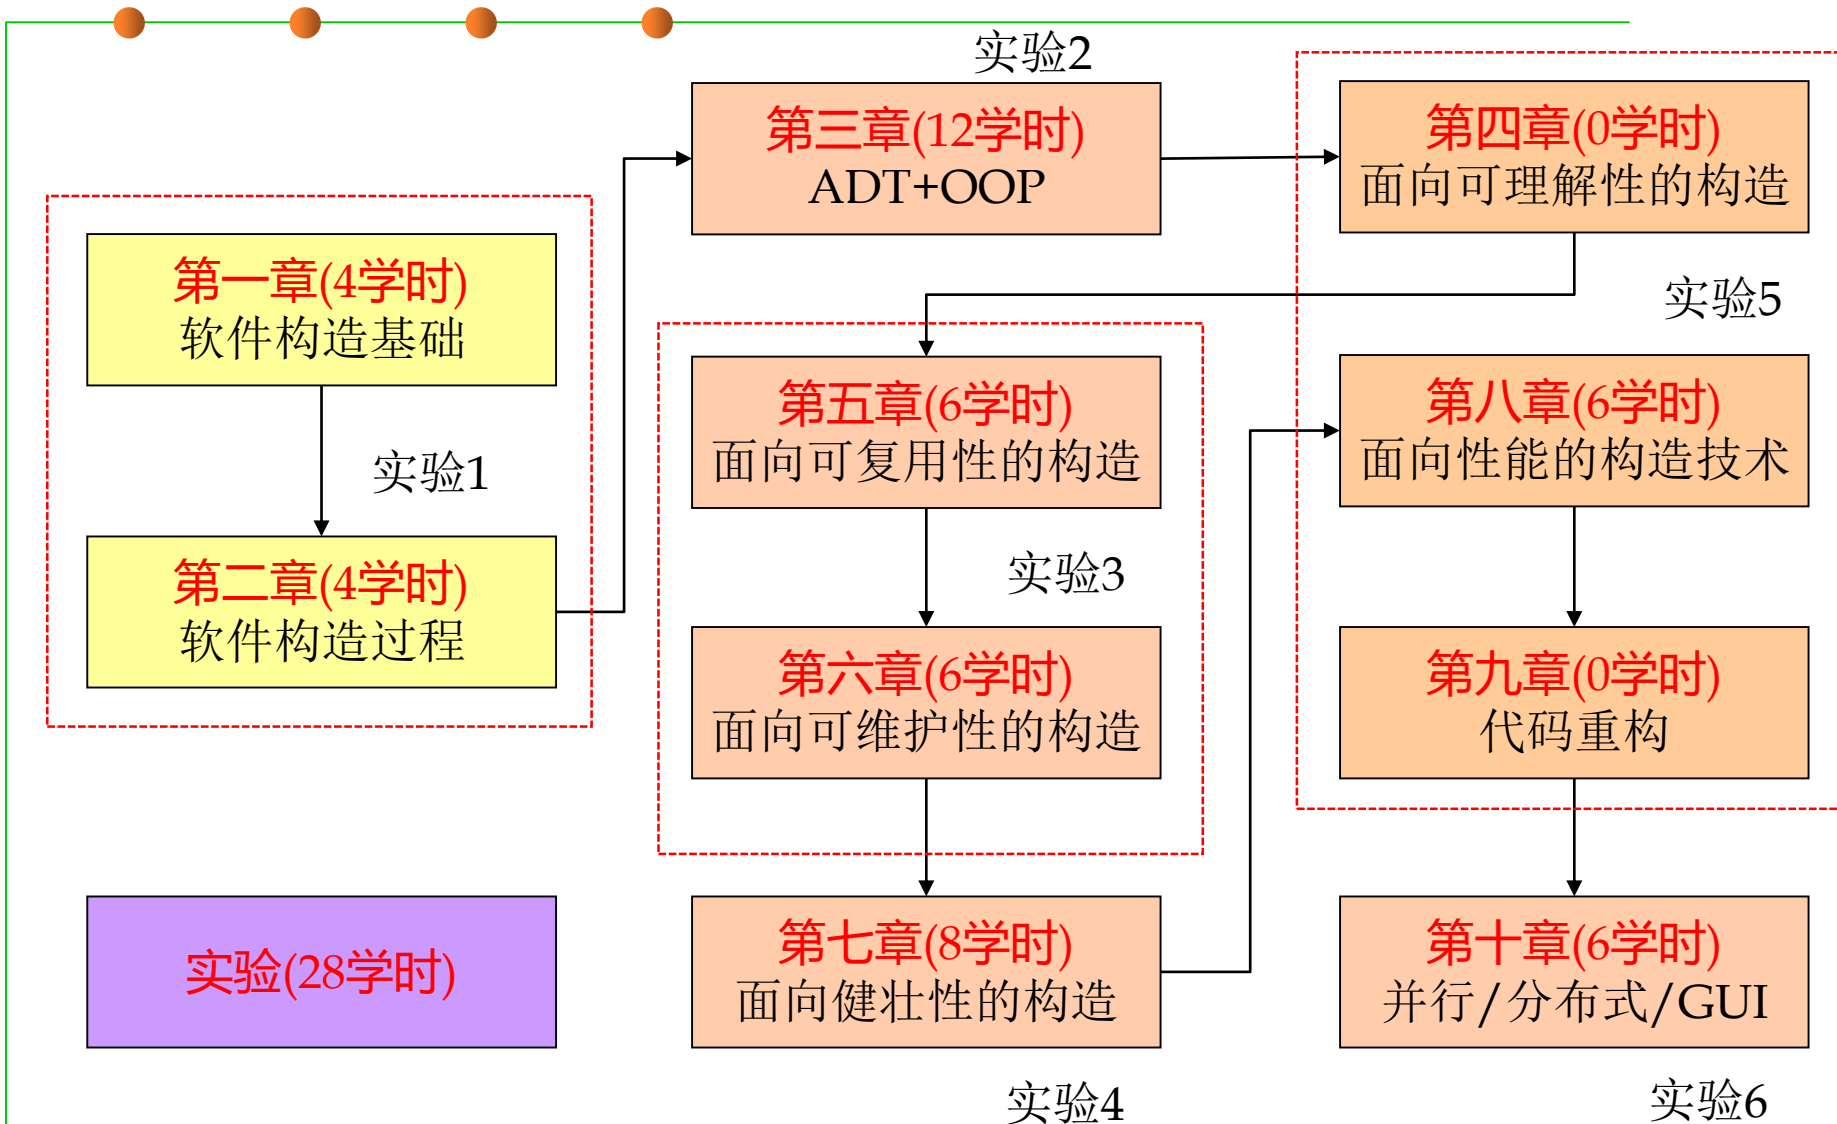 第一章(4学时)
软件构造基础
实验1
第二章(4学时)
软件构造过程
实验(28学时)
实验2
第三章(12学时)
ADT+OOP
第五章(6学时)
面向可复用性的构造
实验3
第六章(6学时)
面向可维护性的构造
第七章(8学时)
面向健壮性的构造
实验4
第四章(0学时)
面向可理解性的构造
实验5
第八章(6学时)
面向性能的构造技术
第九章(0学时)
代码重构
第十章(6学时)
并行/分布式/GUI
实验6